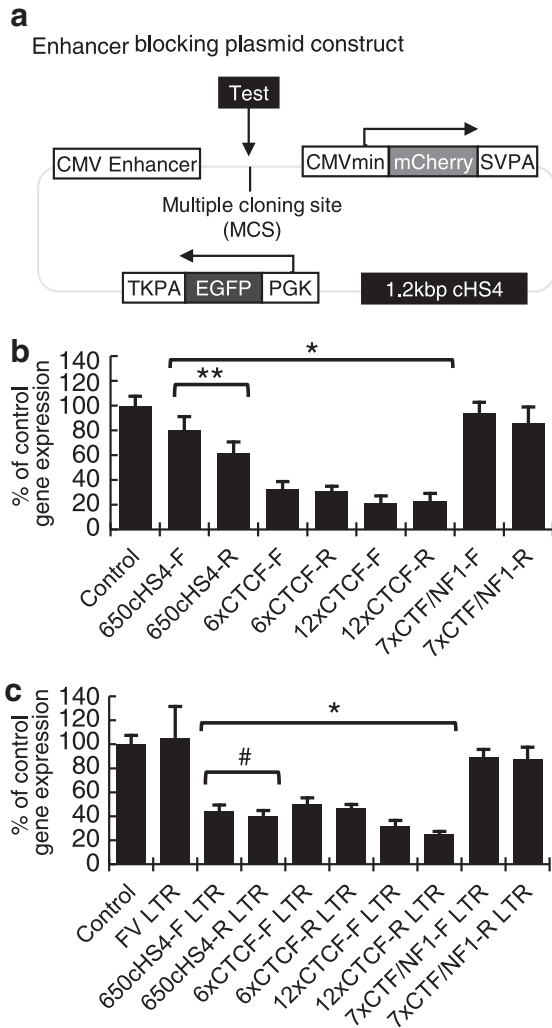 a
Enhancer blocking plasmid construct
Test
CMV Enhancer
CMVmin
mCherry
SVPA
Multiple cloning site
(MCS)
TKPA
EGFP
PGK
1.2kbp cHS4
b
% of control
gene expression
140
120
100
80
60
40
20
0
*
**
Control
650cHS4-F
650cHS4-R
6xCTCF-F
6xCTCF-R
12xCTCF-F
12xCTCF-R
7xCTF/NF1-F
7xCTF/NF1-R
c
% of control
gene expression
140
120
100
80
60
40
20
0
*
#
Control
FV LTR
650cHS4-F LTR
650cHS4-R LTR
6xCTCF-F LTR
6xCTCF-R LTR
12xCTCF-F LTR
12xCTCF-R LTR
7xCTF/NF1-F LTR
7xCTF/NF1-R LTR